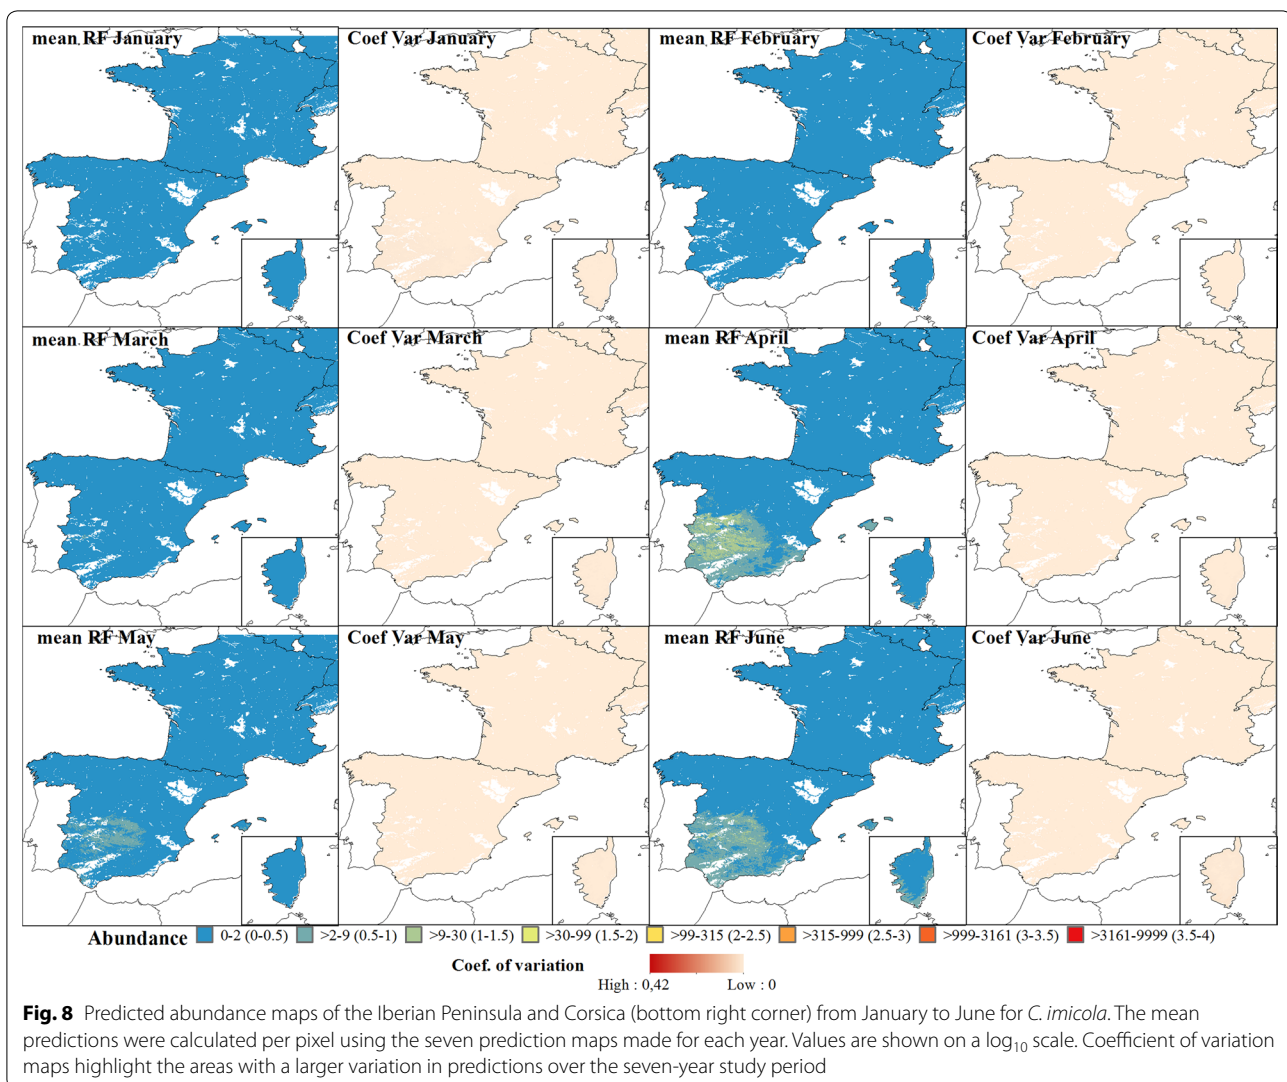 mean RF January
Coef Var January
mean RF February
Coef Var February
mean RF March
Coef Var March
mean RF April
Coef Var April
mean RF May
Coef Var May
mean RF June
Coef Var June
Abundance 0-2 (0-0.5) >2-9 (0.5-1) >9-30 (1-1.5) >30-99 (1.5-2) >99-315 (2-2.5) >315-999 (2.5-3) >999-3161 (3-3.5) >3161-9999 (3.5-4)
Coef. of variation
High : 0,42 Low : 0
Fig. 8 Predicted abundance maps of the Iberian Peninsula and Corsica (bottom right corner) from January to June for C. imicola. The mean
predictions were calculated per pixel using the seven prediction maps made for each year. Values are shown on a log10 scale. Coefficient of variation
maps highlight the areas with a larger variation in predictions over the seven-year study period